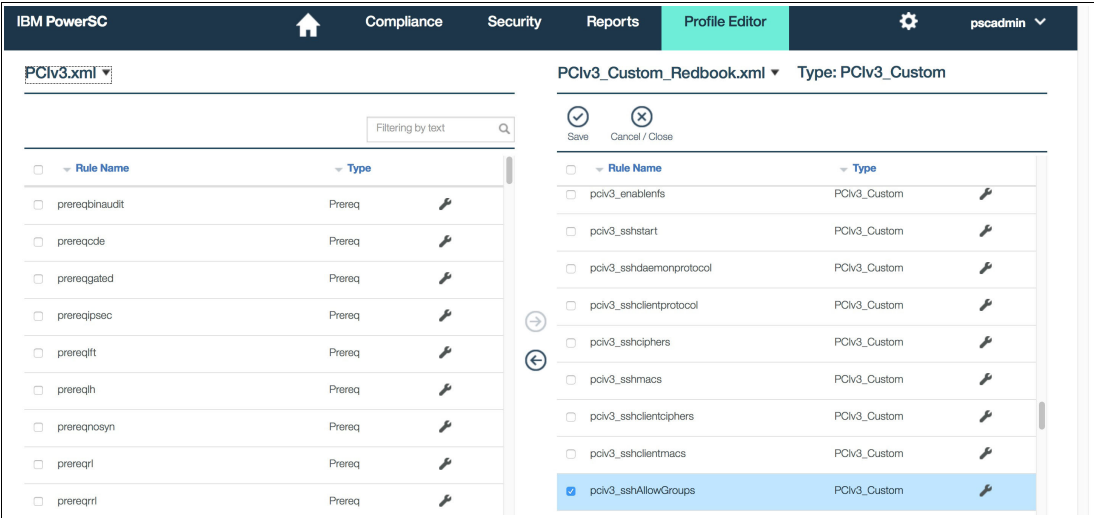 IBM PowerSC Compliance Security Reports Profile Editor pscadmin
PCIv3.xml
PCIv3_Custom_Redbook.xml Type: PCIv3_Custom
Filtering by text
Save Cancel / Close
Rule Name Type
prereqbinaudit Prereq
prereqcde Prereq
prereqgated Prereq
prereqipsec Prereq
prereqlft Prereq
prereqlh Prereq
prereqnosyn Prereq
prereqrl Prereq
prereqrrl Prereq
Rule Name Type
pciv3_enablenfs PCIv3_Custom
pciv3_sshstart PCIv3_Custom
pciv3_sshdaemonprotocol PCIv3_Custom
pciv3_sshclientprotocol PCIv3_Custom
pciv3_sshciphers PCIv3_Custom
pciv3_sshmacs PCIv3_Custom
pciv3_sshclientciphers PCIv3_Custom
pciv3_sshclientmacs PCIv3_Custom
pciv3_sshAllowGroups PCIv3_Custom